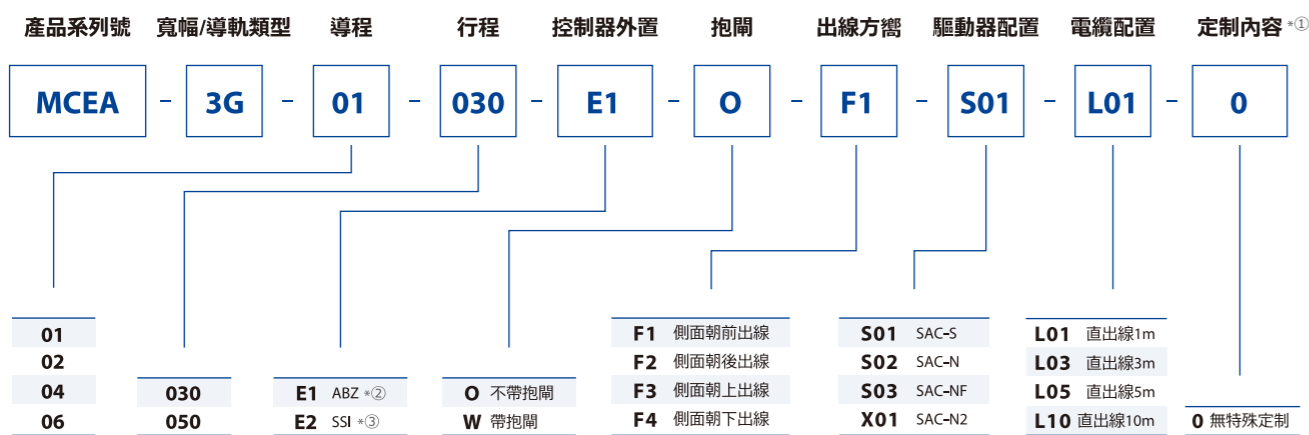 產品系列號 寬幅/導軌類型 導程 行程 控制器外置 抱閘 出線方嚮 驅動器配置 電纜配置 定制內容 *①
MCEA - 3G - 01 - 030 - E1 - O - F1 - S01 - L01 - 0
01 F1 側面朝前出線 S01 SAC-S L01 直出線1m
02 F2 側面朝後出線 S02 SAC-N L03 直出線3m
04 030 E1 ABZ *② O 不帶抱閘 F3 側面朝上出線 S03 SAC-NF L05 直出線5m
06 050 E2 SSI *③ W 帶抱閘 F4 側面朝下出線 X01 SAC-N2 L10 直出線10m 0 無特殊定制